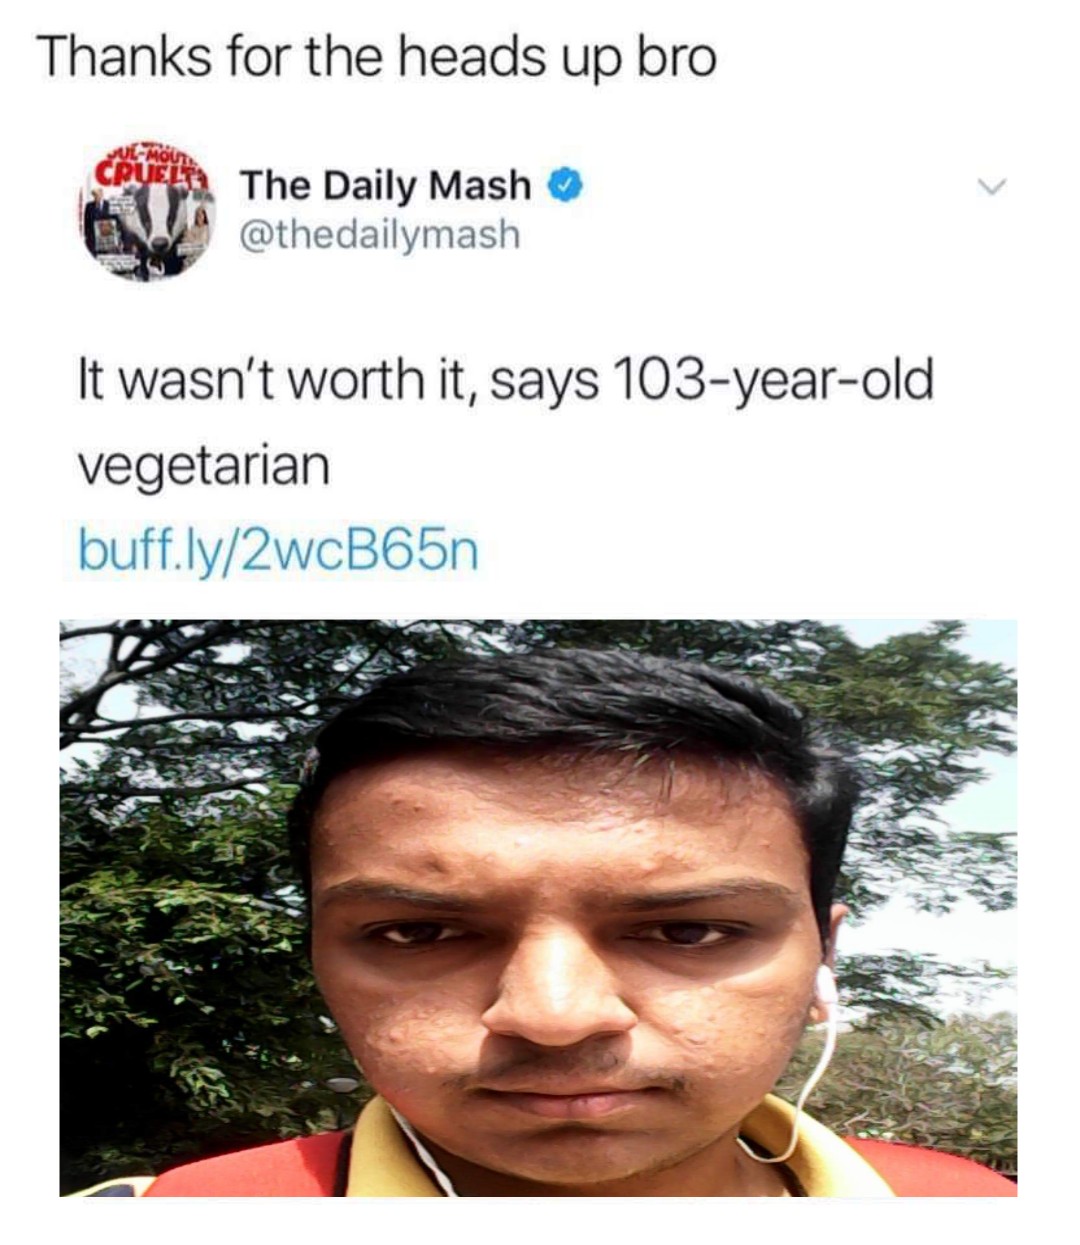 Thanks for the heads up bro
CRUELTY
The Daily Mash
@thedailymash
It wasn't worth it, says 103-year-old
vegetarian
buff.ly/2wcB65n